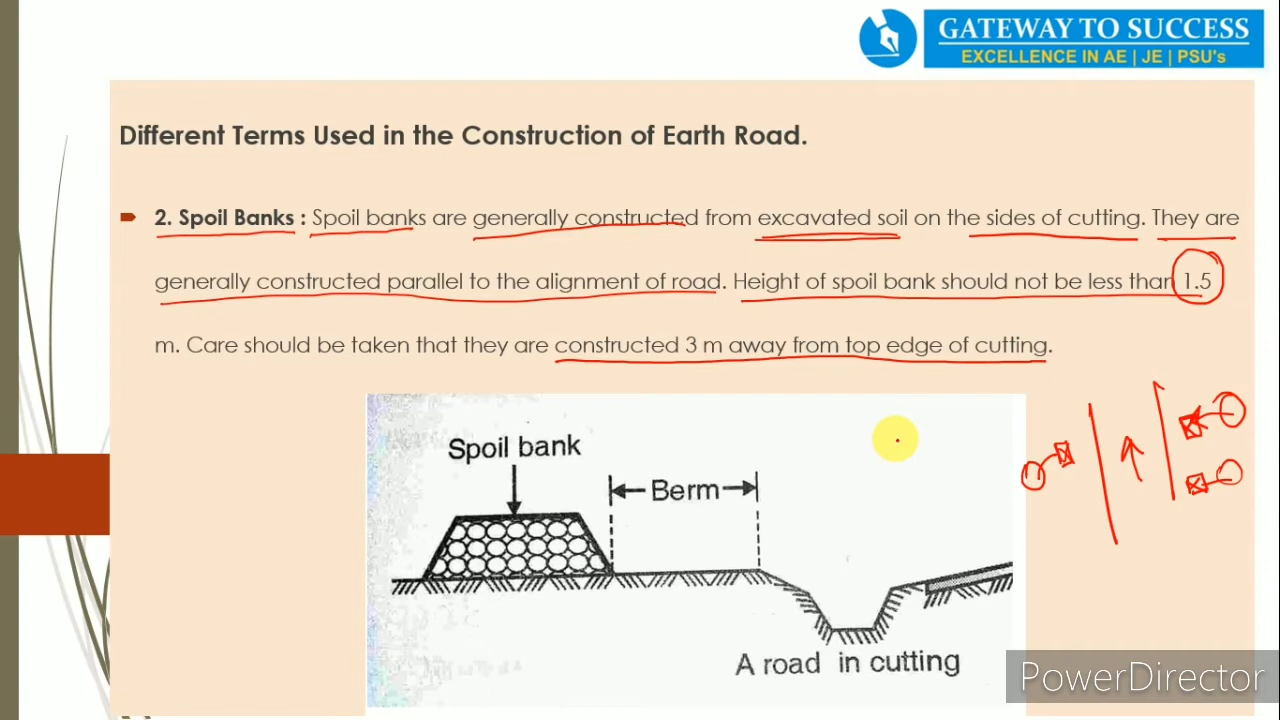 GATEWAY TO SUCCESS
EXCELLENCE IN AE | JE | PSU's
Different Terms Used in the Construction of Earth Road.
2. Spoil Banks : Spoil banks are generally constructed from excavated soil on the sides of cutting. They are
generally constructed parallel to the alignment of road. Height of spoil bank should not be less than 1.5
m. Care should be taken that they are constructed 3 m away from top edge of cutting.
Spoil bank
Berm
A road in cutting
PowerDirector